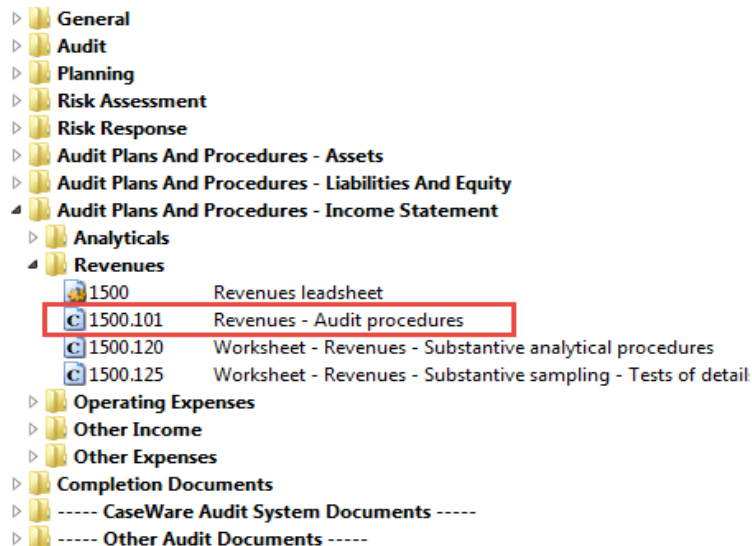 General
Audit
Planning
Risk Assessment
Risk Response
Audit Plans And Procedures - Assets
Audit Plans And Procedures - Liabilities And Equity
Audit Plans And Procedures - Income Statement
Analyticals
Revenues
1500 Revenues leadsheet
C 1500.101 Revenues - Audit procedures
C 1500.120 Worksheet - Revenues - Substantive analytical procedures
C 1500.125 Worksheet - Revenues - Substantive sampling - Tests of details
Operating Expenses
Other Income
Other Expenses
Completion Documents
----- CaseWare Audit System Documents -----
----- Other Audit Documents -----